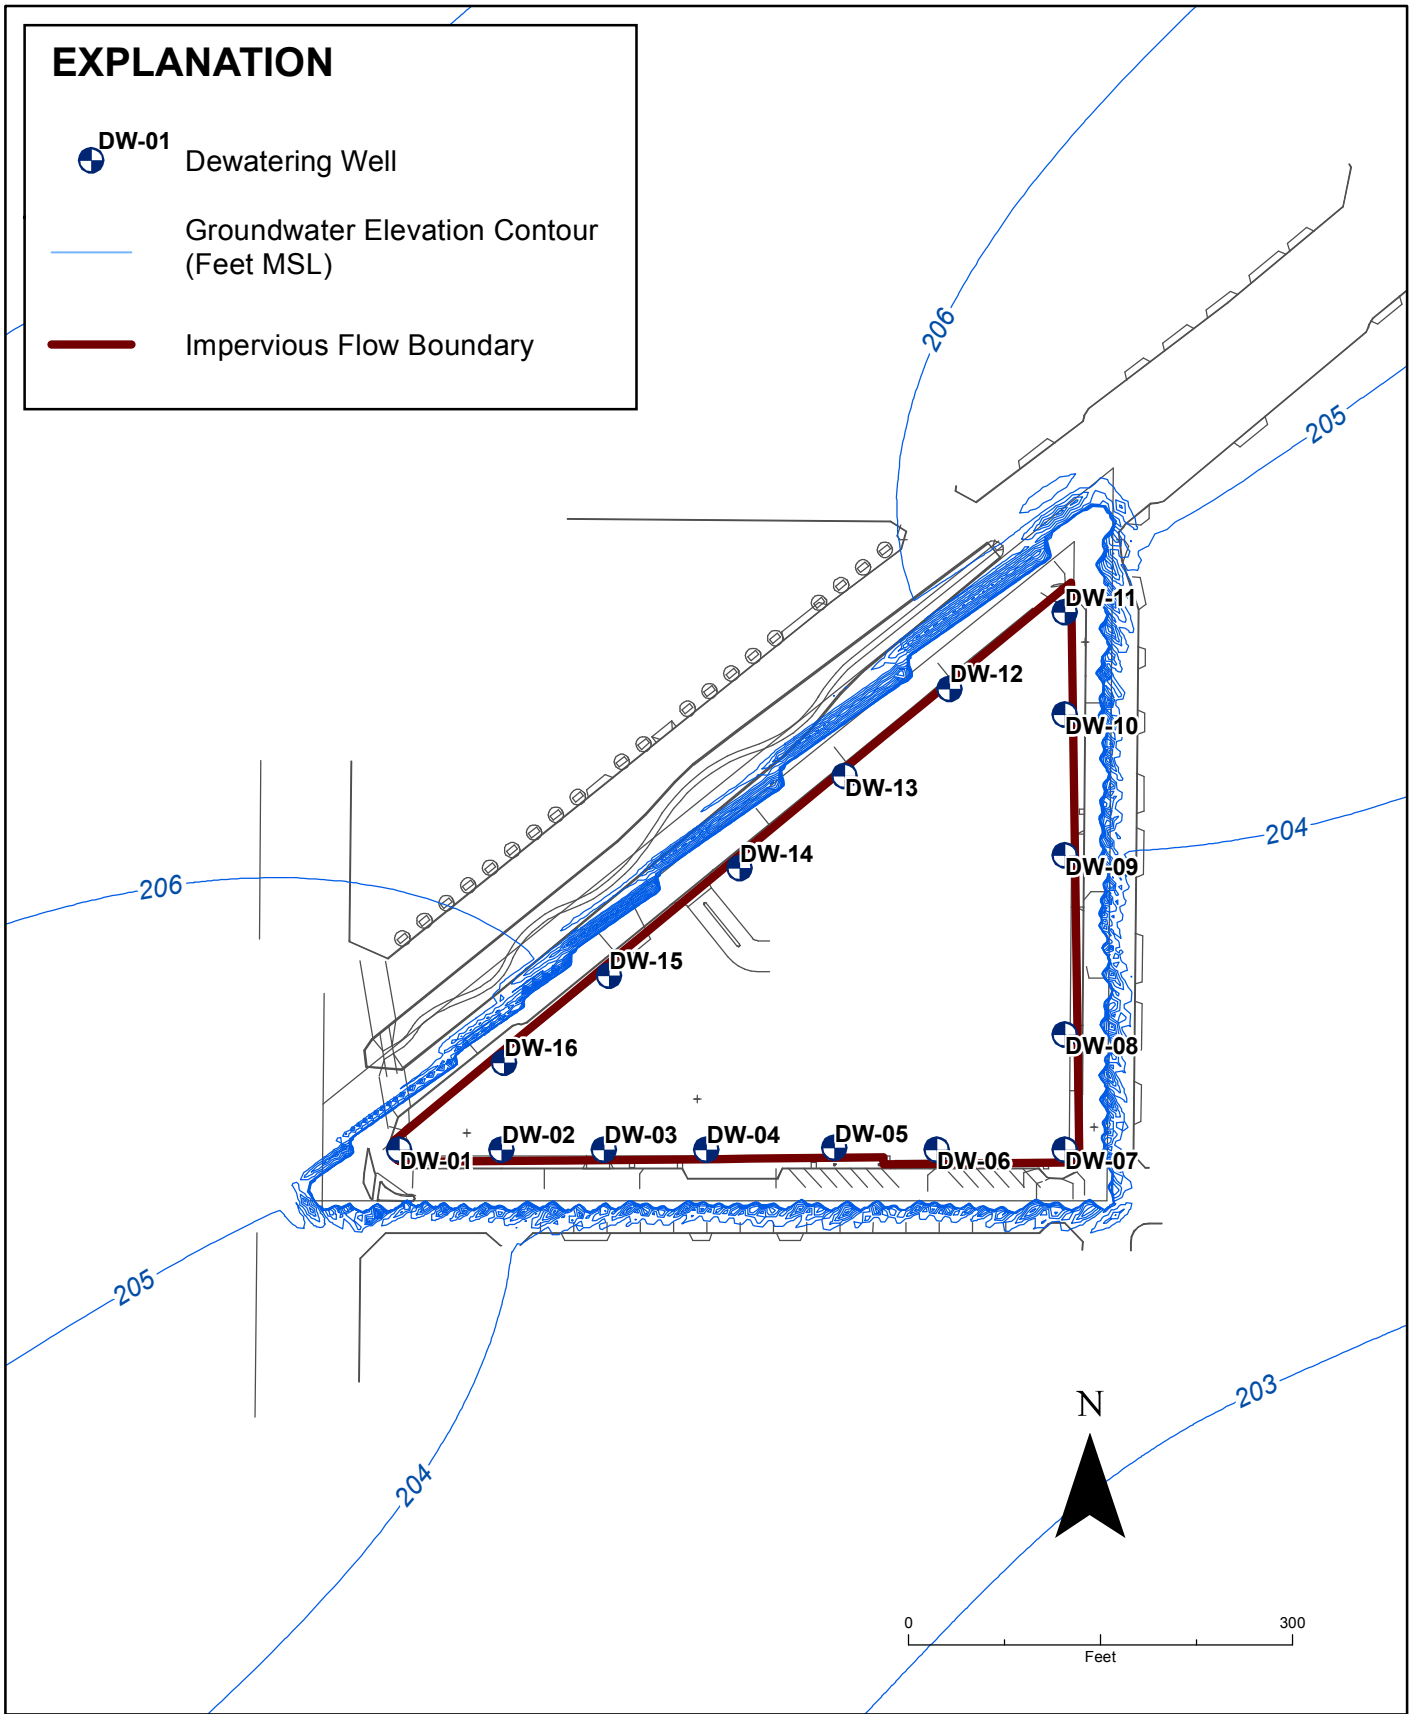 EXPLANATION
DW-01
Dewatering Well
Groundwater Elevation Contour
(Feet MSL)
Impervious Flow Boundary
206
205
DW-11
DW-12
DW-10
DW-13
204
DW-14
DW-09
206
DW-15
DW-08
DW-16
DW-02
DW-03
DW-04
DW-05
DW-01
DW-06
DW-07
205
203
N
204
0
300
Feet